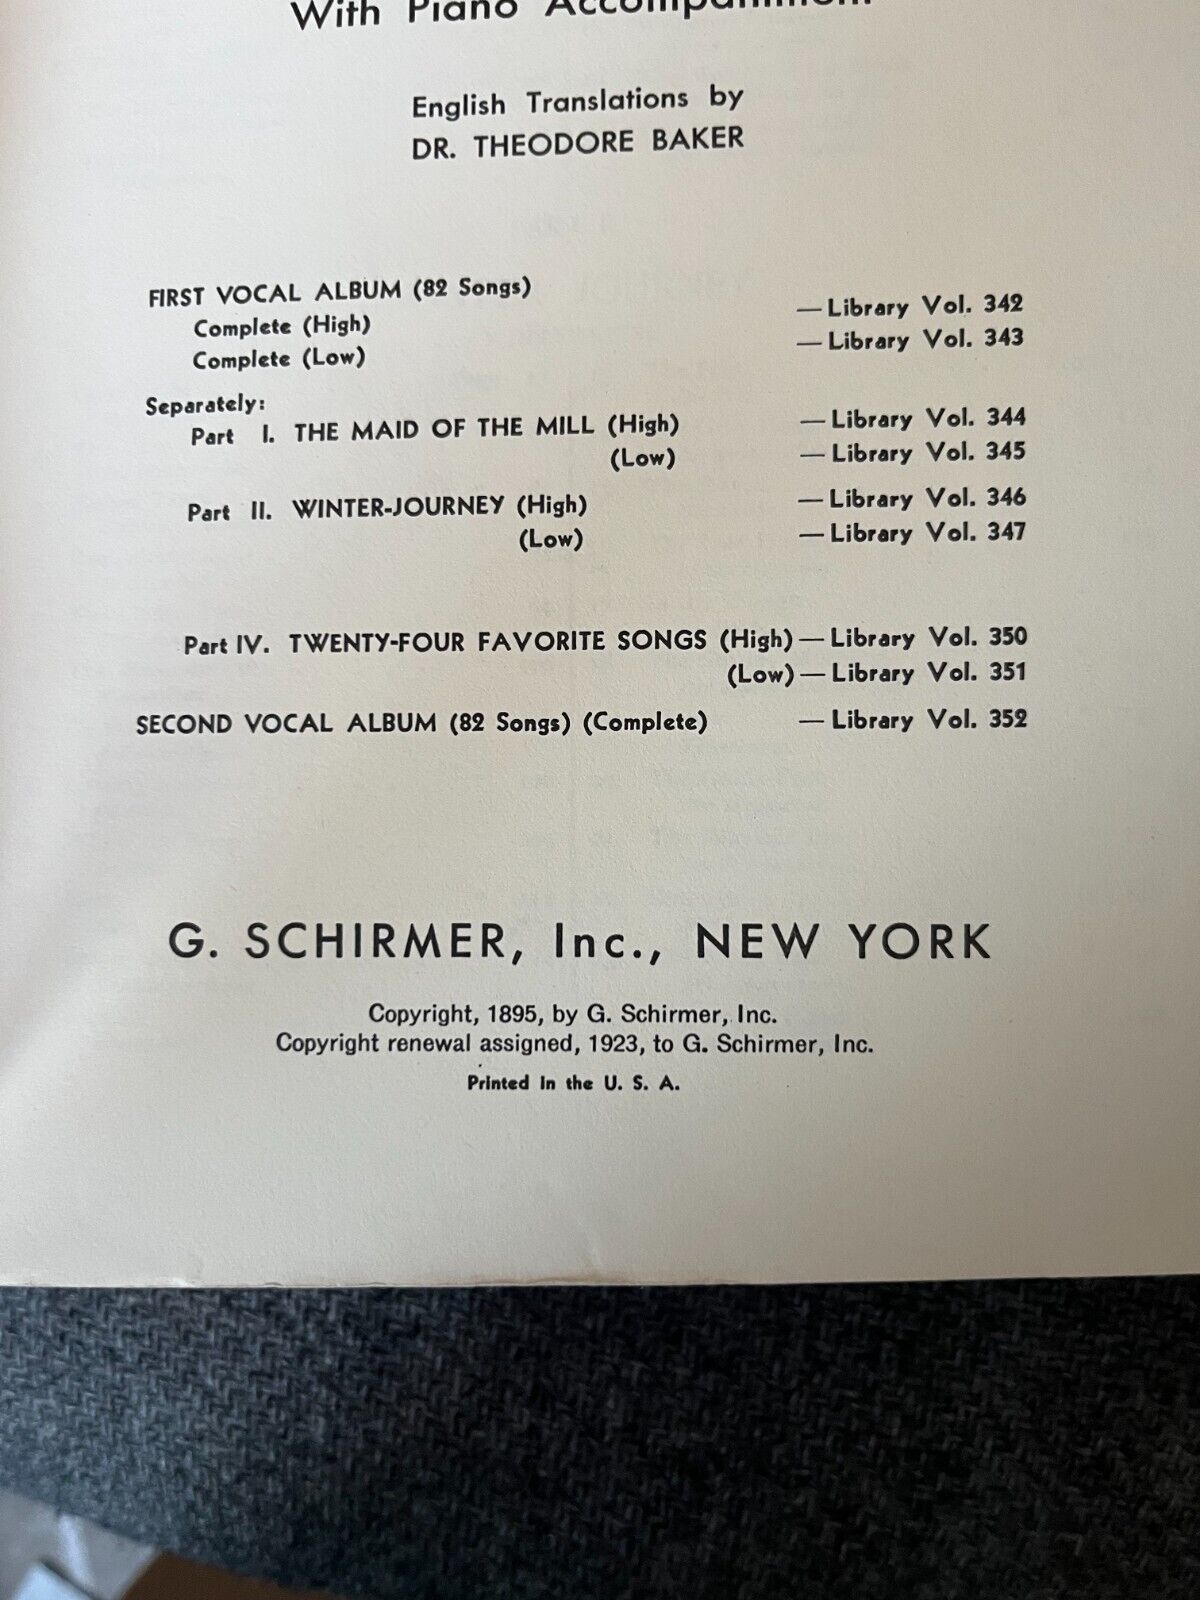 With Piano Accompaniment
English Translations by
DR. THEODORE BAKER
FIRST VOCAL ALBUM (82 Songs)
Complete (High) — Library Vol. 342
Complete (Low) — Library Vol. 343
Separately:
Part I. THE MAID OF THE MILL (High) — Library Vol. 344
(Low) — Library Vol. 345
Part II. WINTER-JOURNEY (High) — Library Vol. 346
(Low) — Library Vol. 347
Part IV. TWENTY-FOUR FAVORITE SONGS (High) — Library Vol. 350
(Low) — Library Vol. 351
SECOND VOCAL ALBUM (82 Songs) (Complete) — Library Vol. 352
G. SCHIRMER, Inc., NEW YORK
Copyright, 1895, by G. Schirmer, Inc.
Copyright renewal assigned, 1923, to G. Schirmer, Inc.
Printed in the U. S. A.